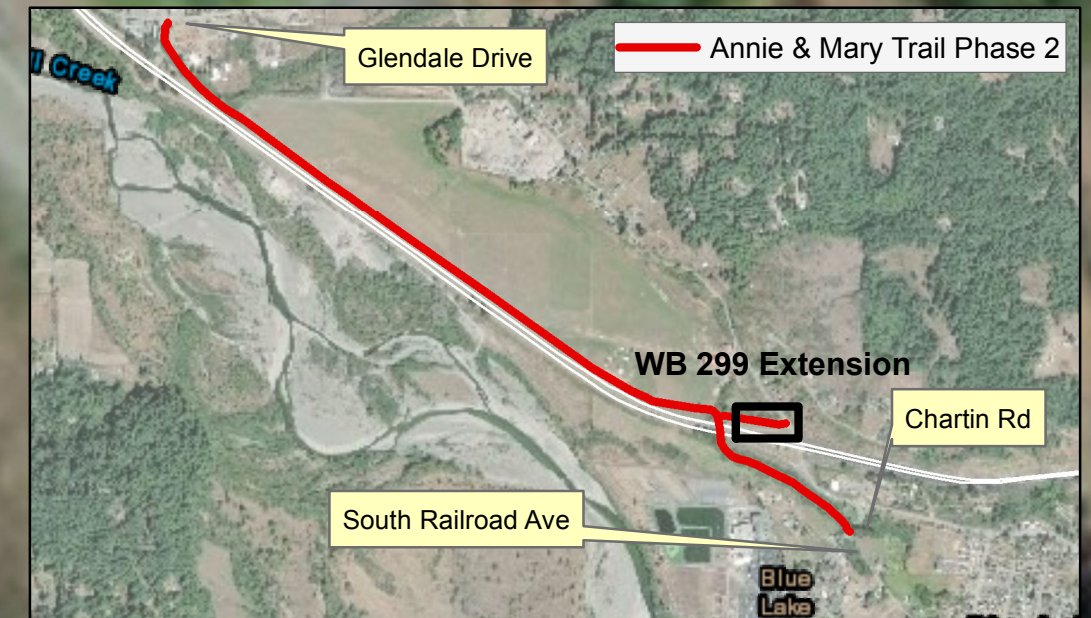 Glendale Drive
Annie & Mary Trail Phase 2
Creek
WB 299 Extension
Chartin Rd
South Railroad Ave
Blue
Lake